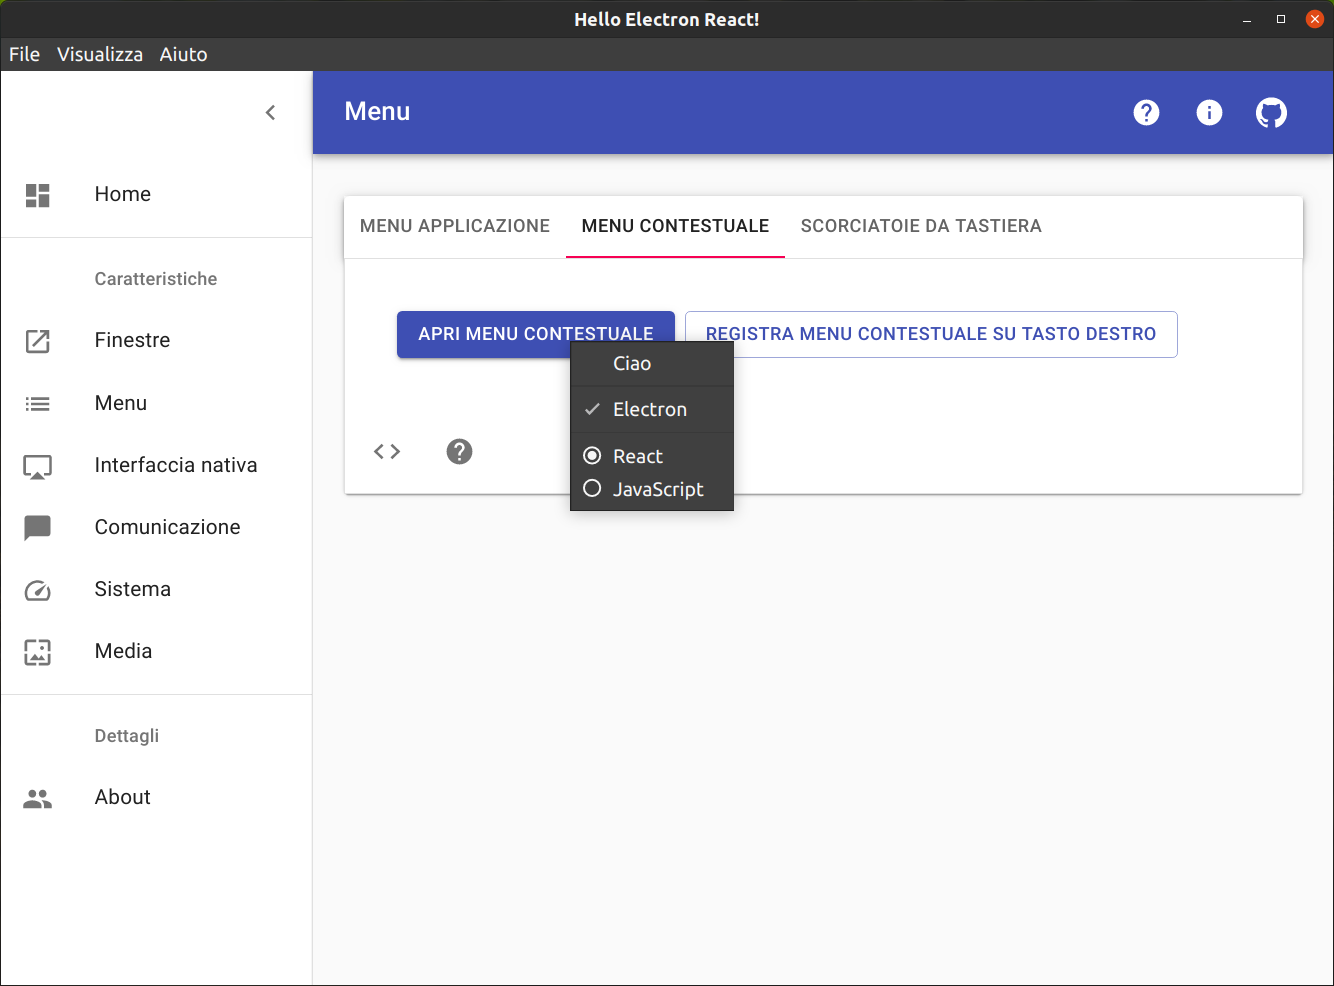 Hello Electron React!
File Visualizza Aiuto
Menu
Home
Caratteristiche
Finestre
Menu
Interfaccia nativa
Comunicazione
Sistema
Media
Dettagli
About
MENU APPLICAZIONE MENU CONTESTUALE SCORCIATOIE DA TASTIERA
APRI MENU CONTESTUALE REGISTRA MENU CONTESTUALE SU TASTO DESTRO
Ciao
Electron
React
JavaScript